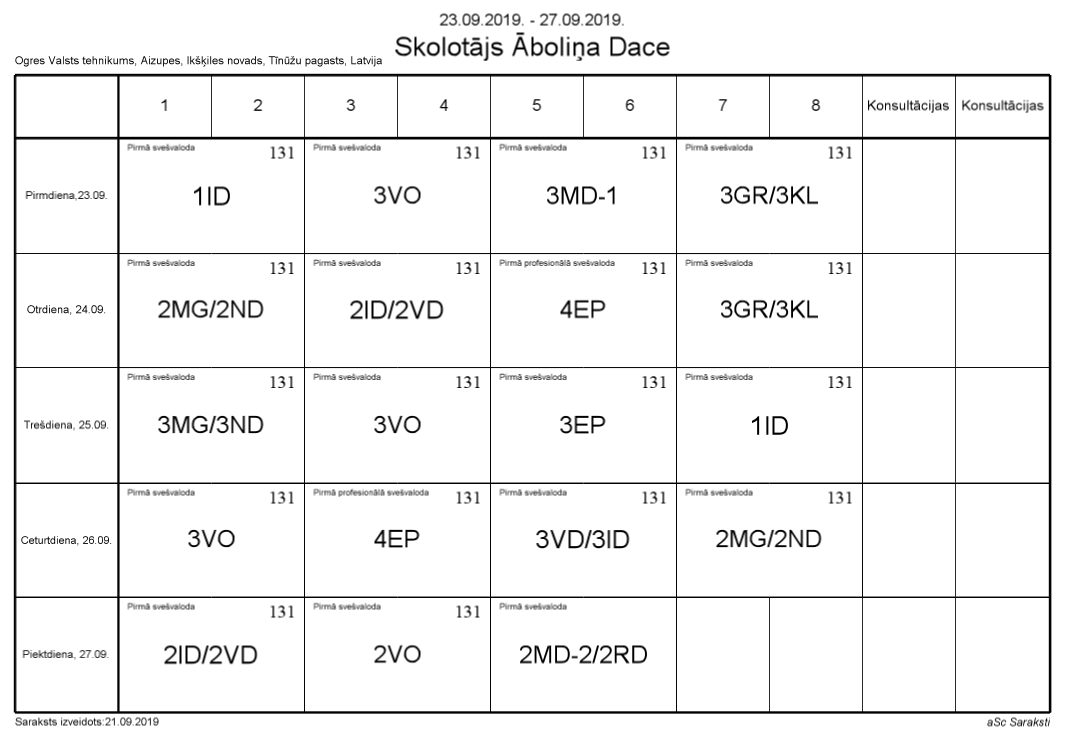 23.09.2019. - 27.09.2019.
Skolotājs Āboliņa Dace
Ogres Valsts tehnikums, Aizupes, Ikšķiles novads, Tīnūžu pagasts, Latvija
1 2 3 4 5 6 7 8 Konsultācijas Konsultācijas
Pirmā svešvaloda 131 Pirmā svešvaloda 131 Pirmā svešvaloda 131 Pirmā svešvaloda 131
Pirmdiena,23.09. 1ID 3VO 3MD-1 3GR/3KL
Pirmā svešvaloda 131 Pirmā svešvaloda 131 Pirmā profesionālā svešvaloda 131 Pirmā svešvaloda 131
Otrdiena, 24.09. 2MG/2ND 2ID/2VD 4EP 3GR/3KL
Pirmā svešvaloda 131 Pirmā svešvaloda 131 Pirmā svešvaloda 131 Pirmā svešvaloda 131
Trešdiena, 25.09. 3MG/3ND 3VO 3EP 1ID
Pirmā svešvaloda 131 Pirmā profesionālā svešvaloda 131 Pirmā svešvaloda 131 Pirmā svešvaloda 131
Ceturtdiena, 26.09. 3VO 4EP 3VD/3ID 2MG/2ND
Pirmā svešvaloda 131 Pirmā svešvaloda 131 Pirmā svešvaloda
Piektdiena, 27.09. 2ID/2VD 2VO 2MD-2/2RD
Saraksts izveidots:21.09.2019 aSc Saraksti